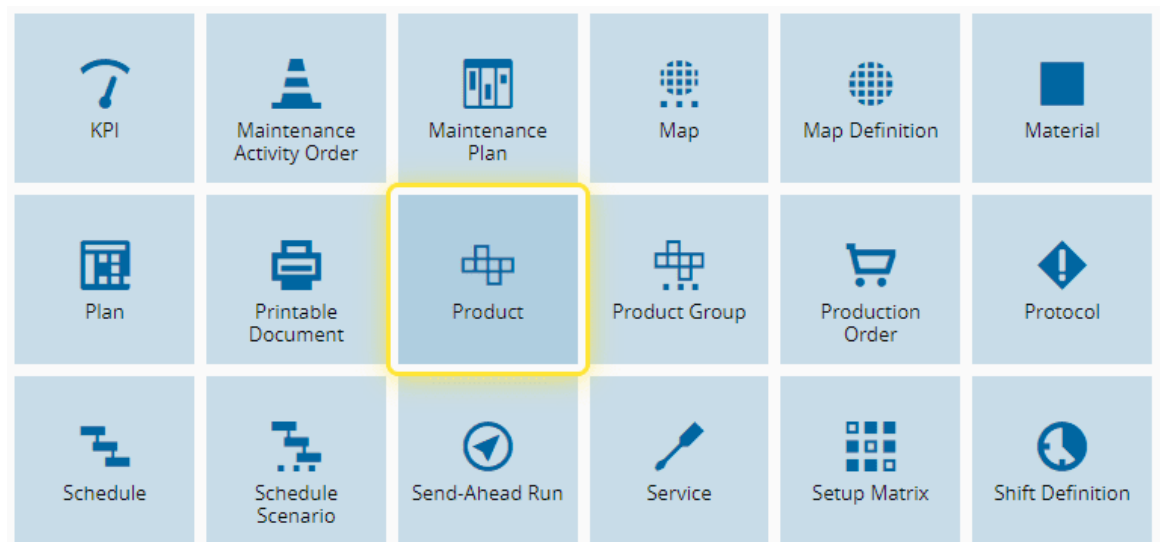 KPI
Maintenance
Activity Order
Maintenance
Plan
Map
Map Definition
Material
Plan
Printable
Document
Product
Product Group
Production
Order
Protocol
Schedule
Schedule
Scenario
Send-Ahead Run
Service
Setup Matrix
Shift Definition